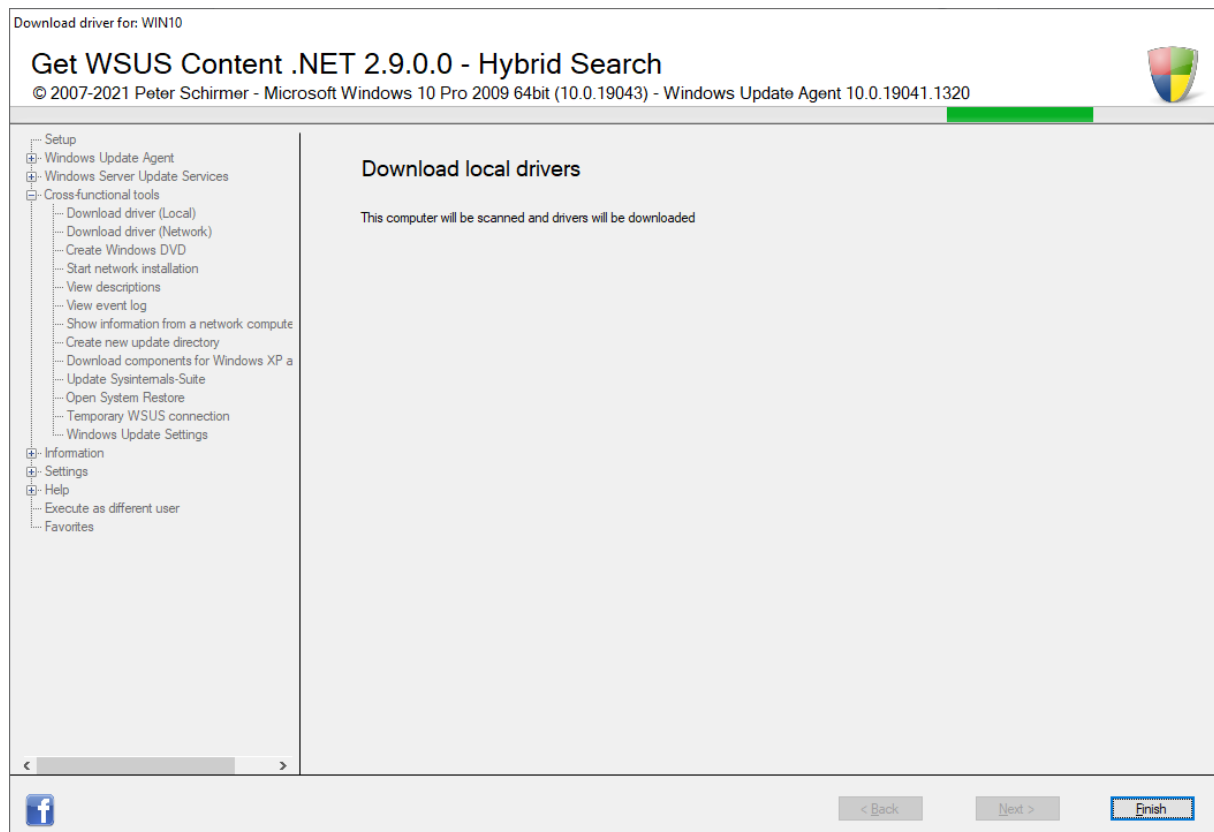 Download driver for: WIN10
Get WSUS Content .NET 2.9.0.0 - Hybrid Search
© 2007-2021 Peter Schirmer - Microsoft Windows 10 Pro 2009 64bit (10.0.19043) - Windows Update Agent 10.0.19041.1320
Setup
Windows Update Agent
Windows Server Update Services
Cross-functional tools
Download driver (Local)
Download driver (Network)
Create Windows DVD
Start network installation
View descriptions
View event log
Show information from a network compute
Create new update directory
Download components for Windows XP a
Update Sysinternals-Suite
Open System Restore
Temporary WSUS connection
Windows Update Settings
Information
Settings
Help
Execute as different user
Favorites
Download local drivers
This computer will be scanned and drivers will be downloaded
f
< Back
Next >
Finish